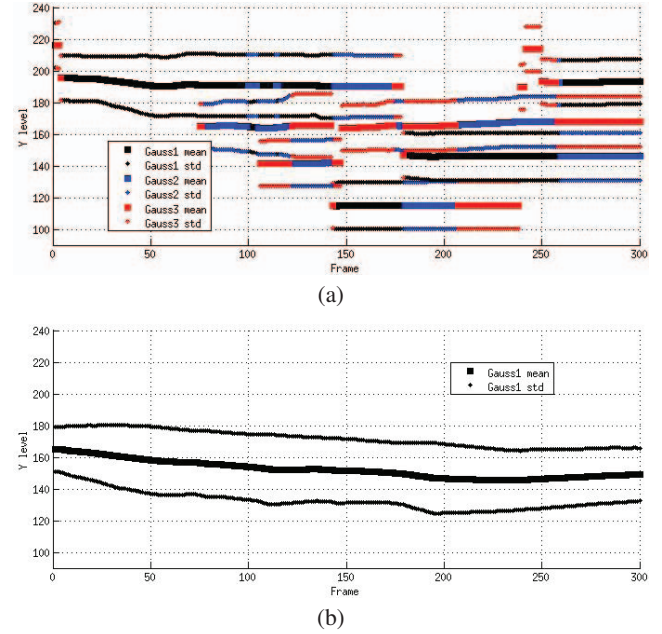 240
220
200
180
160
140
120
100
Y level
Gauss1 mean
Gauss1 std
Gauss2 mean
Gauss2 std
Gauss3 mean
Gauss3 std
0 50 100 150 200 250 300
Frame
(a)
240
220
200
180
160
140
120
100
Y level
Gauss1 mean
Gauss1 std
0 50 100 150 200 250 300
Frame
(b)